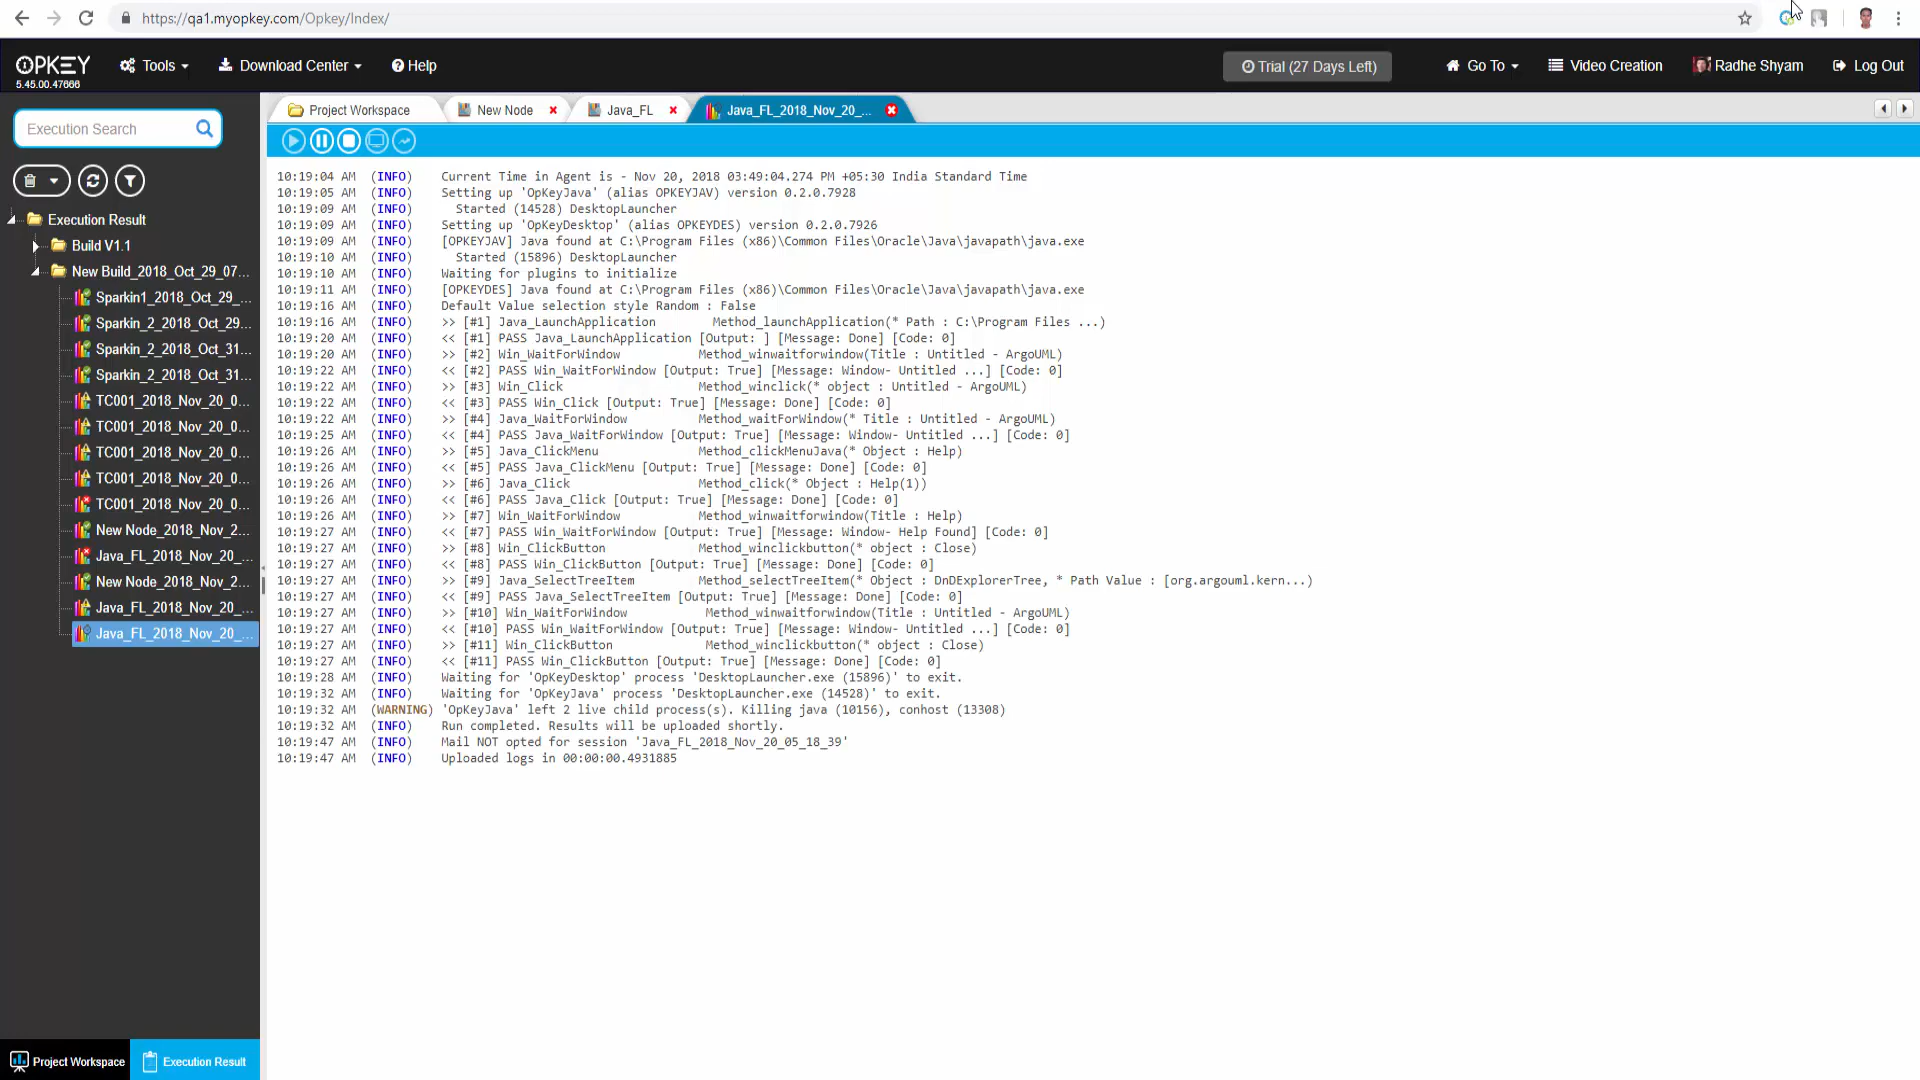 https://qa1.myopkey.com/Opkey/Index/
OPKEY
5.45.00.47666
Tools
Download Center
Help
Trial (27 Days Left)
Go To
Video Creation
Radhe Shyam
Log Out
Execution Search
Project Workspace
New Node
Java_FL
Java_FL_2018_Nov_20_...
Execution Result
Build V1.1
New Build_2018_Oct_29_07...
Sparkin1_2018_Oct_29_...
Sparkin_2_2018_Oct_29...
Sparkin_2_2018_Oct_31...
Sparkin_2_2018_Oct_31...
TC001_2018_Nov_20_0...
TC001_2018_Nov_20_0...
TC001_2018_Nov_20_0...
TC001_2018_Nov_20_0...
TC001_2018_Nov_20_0...
New Node_2018_Nov_2...
Java_FL_2018_Nov_20_...
New Node_2018_Nov_2...
Java_FL_2018_Nov_20_...
Java_FL_2018_Nov_20_...
10:19:04 AM (INFO) Current Time in Agent is - Nov 20, 2018 03:49:04.274 PM +05:30 India Standard Time
10:19:05 AM (INFO) Setting up 'OpKeyJava' (alias OPKEYJAV) version 0.2.0.7928
10:19:09 AM (INFO) Started (14528) DesktopLauncher
10:19:09 AM (INFO) Setting up 'OpKeyDesktop' (alias OPKEYDES) version 0.2.0.7926
10:19:09 AM (INFO) [OPKEYJAV] Java found at C:\Program Files (x86)\Common Files\Oracle\Java\javapath\java.exe
10:19:10 AM (INFO) Started (15896) DesktopLauncher
10:19:10 AM (INFO) Waiting for plugins to initialize
10:19:11 AM (INFO) [OPKEYDES] Java found at C:\Program Files (x86)\Common Files\Oracle\Java\javapath\java.exe
10:19:16 AM (INFO) Default Value selection style Random : False
10:19:16 AM (INFO) >> [#1] Java_LaunchApplication Method_launchApplication(* Path : C:\Program Files ...)
10:19:20 AM (INFO) << [#1] PASS Java_LaunchApplication [Output: ] [Message: Done] [Code: 0]
10:19:20 AM (INFO) >> [#2] Win_WaitForWindow Method_winwaitforwindow(Title : Untitled - ArgoUML)
10:19:22 AM (INFO) << [#2] PASS Win_WaitForWindow [Output: True] [Message: Window- Untitled ...] [Code: 0]
10:19:22 AM (INFO) >> [#3] Win_Click Method_winclick(* object : Untitled - ArgoUML)
10:19:22 AM (INFO) << [#3] PASS Win_Click [Output: True] [Message: Done] [Code: 0]
10:19:22 AM (INFO) >> [#4] Java_WaitForWindow Method_waitForWindow(* Title : Untitled - ArgoUML)
10:19:25 AM (INFO) << [#4] PASS Java_WaitForWindow [Output: True] [Message: Window- Untitled ...] [Code: 0]
10:19:26 AM (INFO) >> [#5] Java_ClickMenu Method_clickMenuJava(* Object : Help)
10:19:26 AM (INFO) << [#5] PASS Java_ClickMenu [Output: True] [Message: Done] [Code: 0]
10:19:26 AM (INFO) >> [#6] Java_Click Method_click(* Object : Help(1))
10:19:26 AM (INFO) << [#6] PASS Java_Click [Output: True] [Message: Done] [Code: 0]
10:19:26 AM (INFO) >> [#7] Win_WaitForWindow Method_winwaitforwindow(Title : Help)
10:19:27 AM (INFO) << [#7] PASS Win_WaitForWindow [Output: True] [Message: Window- Help Found] [Code: 0]
10:19:27 AM (INFO) >> [#8] Win_ClickButton Method_winclickbutton(* object : Close)
10:19:27 AM (INFO) << [#8] PASS Win_ClickButton [Output: True] [Message: Done] [Code: 0]
10:19:27 AM (INFO) >> [#9] Java_SelectTreeItem Method_selectTreeItem(* Object : DnDExplorerTree, * Path Value : [org.argouml.kern...)
10:19:27 AM (INFO) << [#9] PASS Java_SelectTreeItem [Output: True] [Message: Done] [Code: 0]
10:19:27 AM (INFO) >> [#10] Win_WaitForWindow Method_winwaitforwindow(Title : Untitled - ArgoUML)
10:19:27 AM (INFO) << [#10] PASS Win_WaitForWindow [Output: True] [Message: Window- Untitled ...] [Code: 0]
10:19:27 AM (INFO) >> [#11] Win_ClickButton Method_winclickbutton(* object : Close)
10:19:27 AM (INFO) << [#11] PASS Win_ClickButton [Output: True] [Message: Done] [Code: 0]
10:19:28 AM (INFO) Waiting for 'OpKeyDesktop' process 'DesktopLauncher.exe (15896)' to exit.
10:19:32 AM (INFO) Waiting for 'OpKeyJava' process 'DesktopLauncher.exe (14528)' to exit.
10:19:32 AM (WARNING) 'OpKeyJava' left 2 live child process(s). Killing java (10156), conhost (13308)
10:19:32 AM (INFO) Run completed. Results will be uploaded shortly.
10:19:47 AM (INFO) Mail NOT opted for session 'Java_FL_2018_Nov_20_05_18_39'
10:19:47 AM (INFO) Uploaded logs in 00:00:00.4931885
Project Workspace
Execution Result